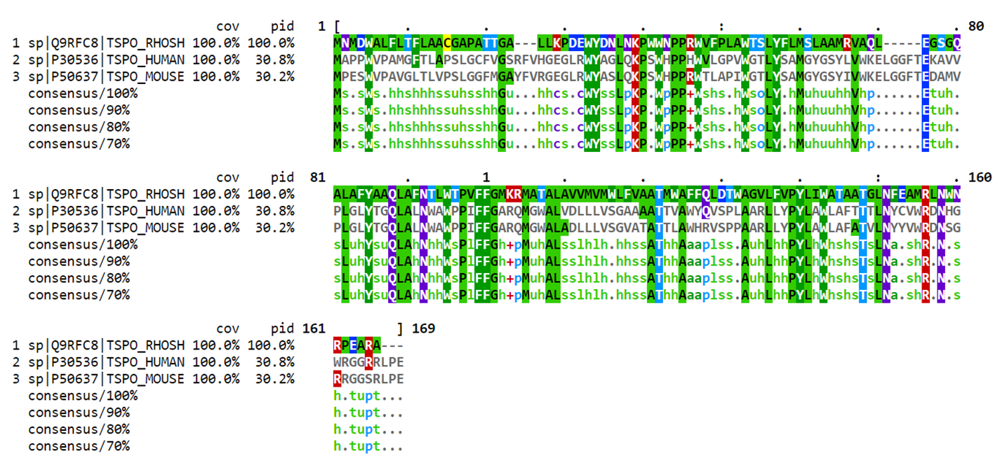 cov pid 1 [ . . . . : . . . 80
1 sp|Q9RFC8|TSPO_RHOSH 100.0% 100.0% MNMDWALFLTFLAACGAPATTGA---LLKPDEWYDNLNKPWWNPPRWVFPLAWTSLYFLMSLAAMRVAQL-----EGSGQ
2 sp|P30536|TSPO_HUMAN 100.0% 30.8% MAPPWVPAMGFTLAPSLGCFVGSRFVHGEGLRWYAGLQKPSWHPPHWVLGPVWGTLYSAMGYGSYLVWKELGGFTEKAVV
3 sp|P50637|TSPO_MOUSE 100.0% 30.2% MPESWVPAVGLTLVPSLGGFMGAYFVRGEGLRWYASLQKPSWHPPRWTLAPIWGTLYSAMGYGSYLVWKELGGFTEDAMV
consensus/100% Ms.sWs.hhshhhssuhsshhGu...hhcs.cWYssLpKP.WpPP+Wshs.hWsoLY.hMuhuuhhVhp......Etuh.
consensus/90% Ms.sWs.hhshhhssuhsshhGu...hhcs.cWYssLpKP.WpPP+Wshs.hWsoLY.hMuhuuhhVhp......Etuh.
consensus/80% Ms.sWs.hhshhhssuhsshhGu...hhcs.cWYssLpKP.WpPP+Wshs.hWsoLY.hMuhuuhhVhp......Etuh.
consensus/70% Ms.sWs.hhshhhssuhsshhGu...hhcs.cWYssLpKP.WpPP+Wshs.hWsoLY.hMuhuuhhVhp......Etuh.
cov pid 81 . 1 . . . . : . 160
1 sp|Q9RFC8|TSPO_RHOSH 100.0% 100.0% ALAFYAAQLAFNTLWTPVFFGMKRMATALAVVMVMWLFVAATMWAFFQLDTWAGVLFVPYLIWATAATGLNFEAMRLNWN
2 sp|P30536|TSPO_HUMAN 100.0% 30.8% PLGLYTGQLALNWAWPPIFFGARQMGWALVDLLLVSGAAAATTVAWYQVSPLAARLLYPYLAWLAFTTTLNYCVWRDNHG
3 sp|P50637|TSPO_MOUSE 100.0% 30.2% PLGLYTGQLALNWAWPPIFFGARQMGWALADLLLVSGVATATTLAWHRVSPPAARLLYPYLAWLAFATVLNYYVWRDNSG
consensus/100% sLuhYsuQLAhNhhWsPlFFGh+pMuhALsslhlh.hhssAThhAaaplss.AuhLhhPYLhWhshsTsLNa.shR.N.s
consensus/90% sLuhYsuQLAhNhhWsPlFFGh+pMuhALsslhlh.hhssAThhAaaplss.AuhLhhPYLhWhshsTsLNa.shR.N.s
consensus/80% sLuhYsuQLAhNhhWsPlFFGh+pMuhALsslhlh.hhssAThhAaaplss.AuhLhhPYLhWhshsTsLNa.shR.N.s
consensus/70% sLuhYsuQLAhNhhWsPlFFGh+pMuhALsslhlh.hhssAThhAaaplss.AuhLhhPYLhWhshsTsLNa.shR.N.s
cov pid 161 ] 169
1 sp|Q9RFC8|TSPO_RHOSH 100.0% 100.0% RPEARA---
2 sp|P30536|TSPO_HUMAN 100.0% 30.8% WRGGRRLPE
3 sp|P50637|TSPO_MOUSE 100.0% 30.2% RRGGSRLPE
consensus/100% h.tupt...
consensus/90% h.tupt...
consensus/80% h.tupt...
consensus/70% h.tupt...